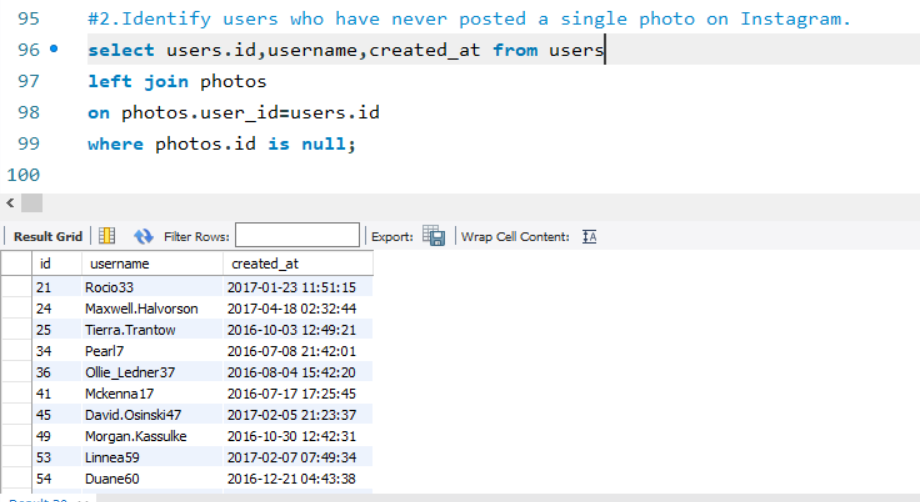 95 #2.Identify users who have never posted a single photo on Instagram.
96 select users.id,username,created_at from users
97 left join photos
98 on photos.user_id=users.id
99 where photos.id is null;
100
Result Grid Filter Rows: Export: Wrap Cell Content:
id username created_at
21 Rocio33 2017-01-23 11:51:15
24 Maxwell.Halvorson 2017-04-18 02:32:44
25 Tierra.Trantow 2016-10-03 12:49:21
34 Pearl7 2016-07-08 21:42:01
36 Ollie_Ledner37 2016-08-04 15:42:20
41 Mckenna17 2016-07-17 17:25:45
45 David.Osinski47 2017-02-05 21:23:37
49 Morgan.Kassulke 2016-10-30 12:42:31
53 Linnea59 2017-02-07 07:49:34
54 Duane60 2016-12-21 04:43:38